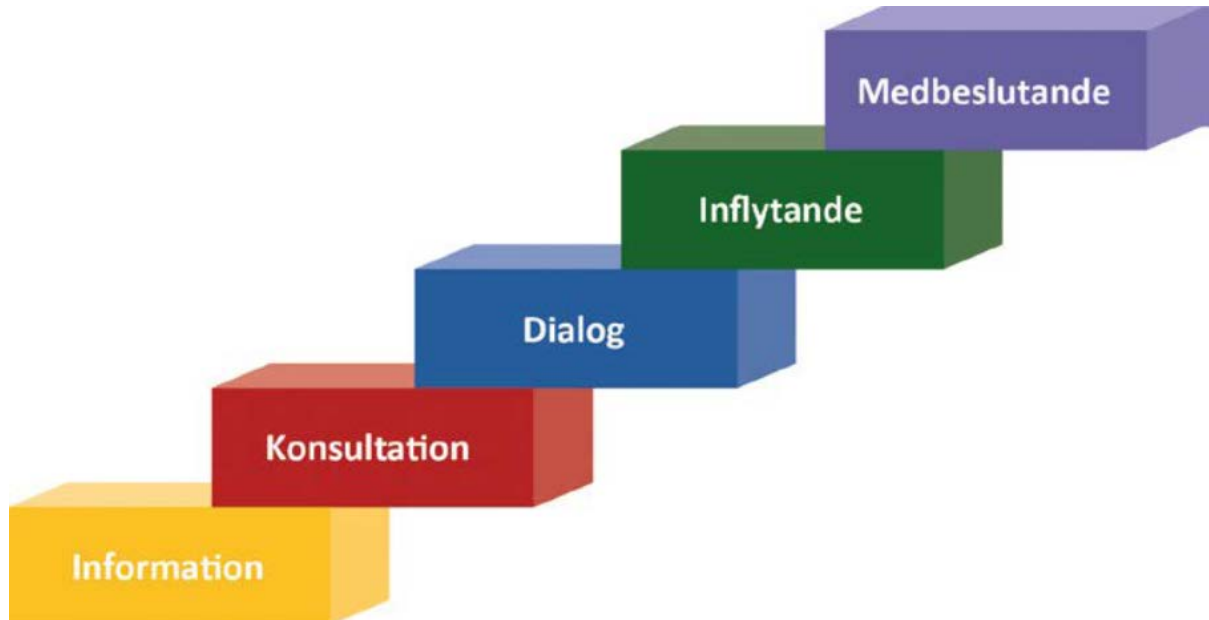 Medbeslutande
Inflytande
Dialog
Konsultation
Information